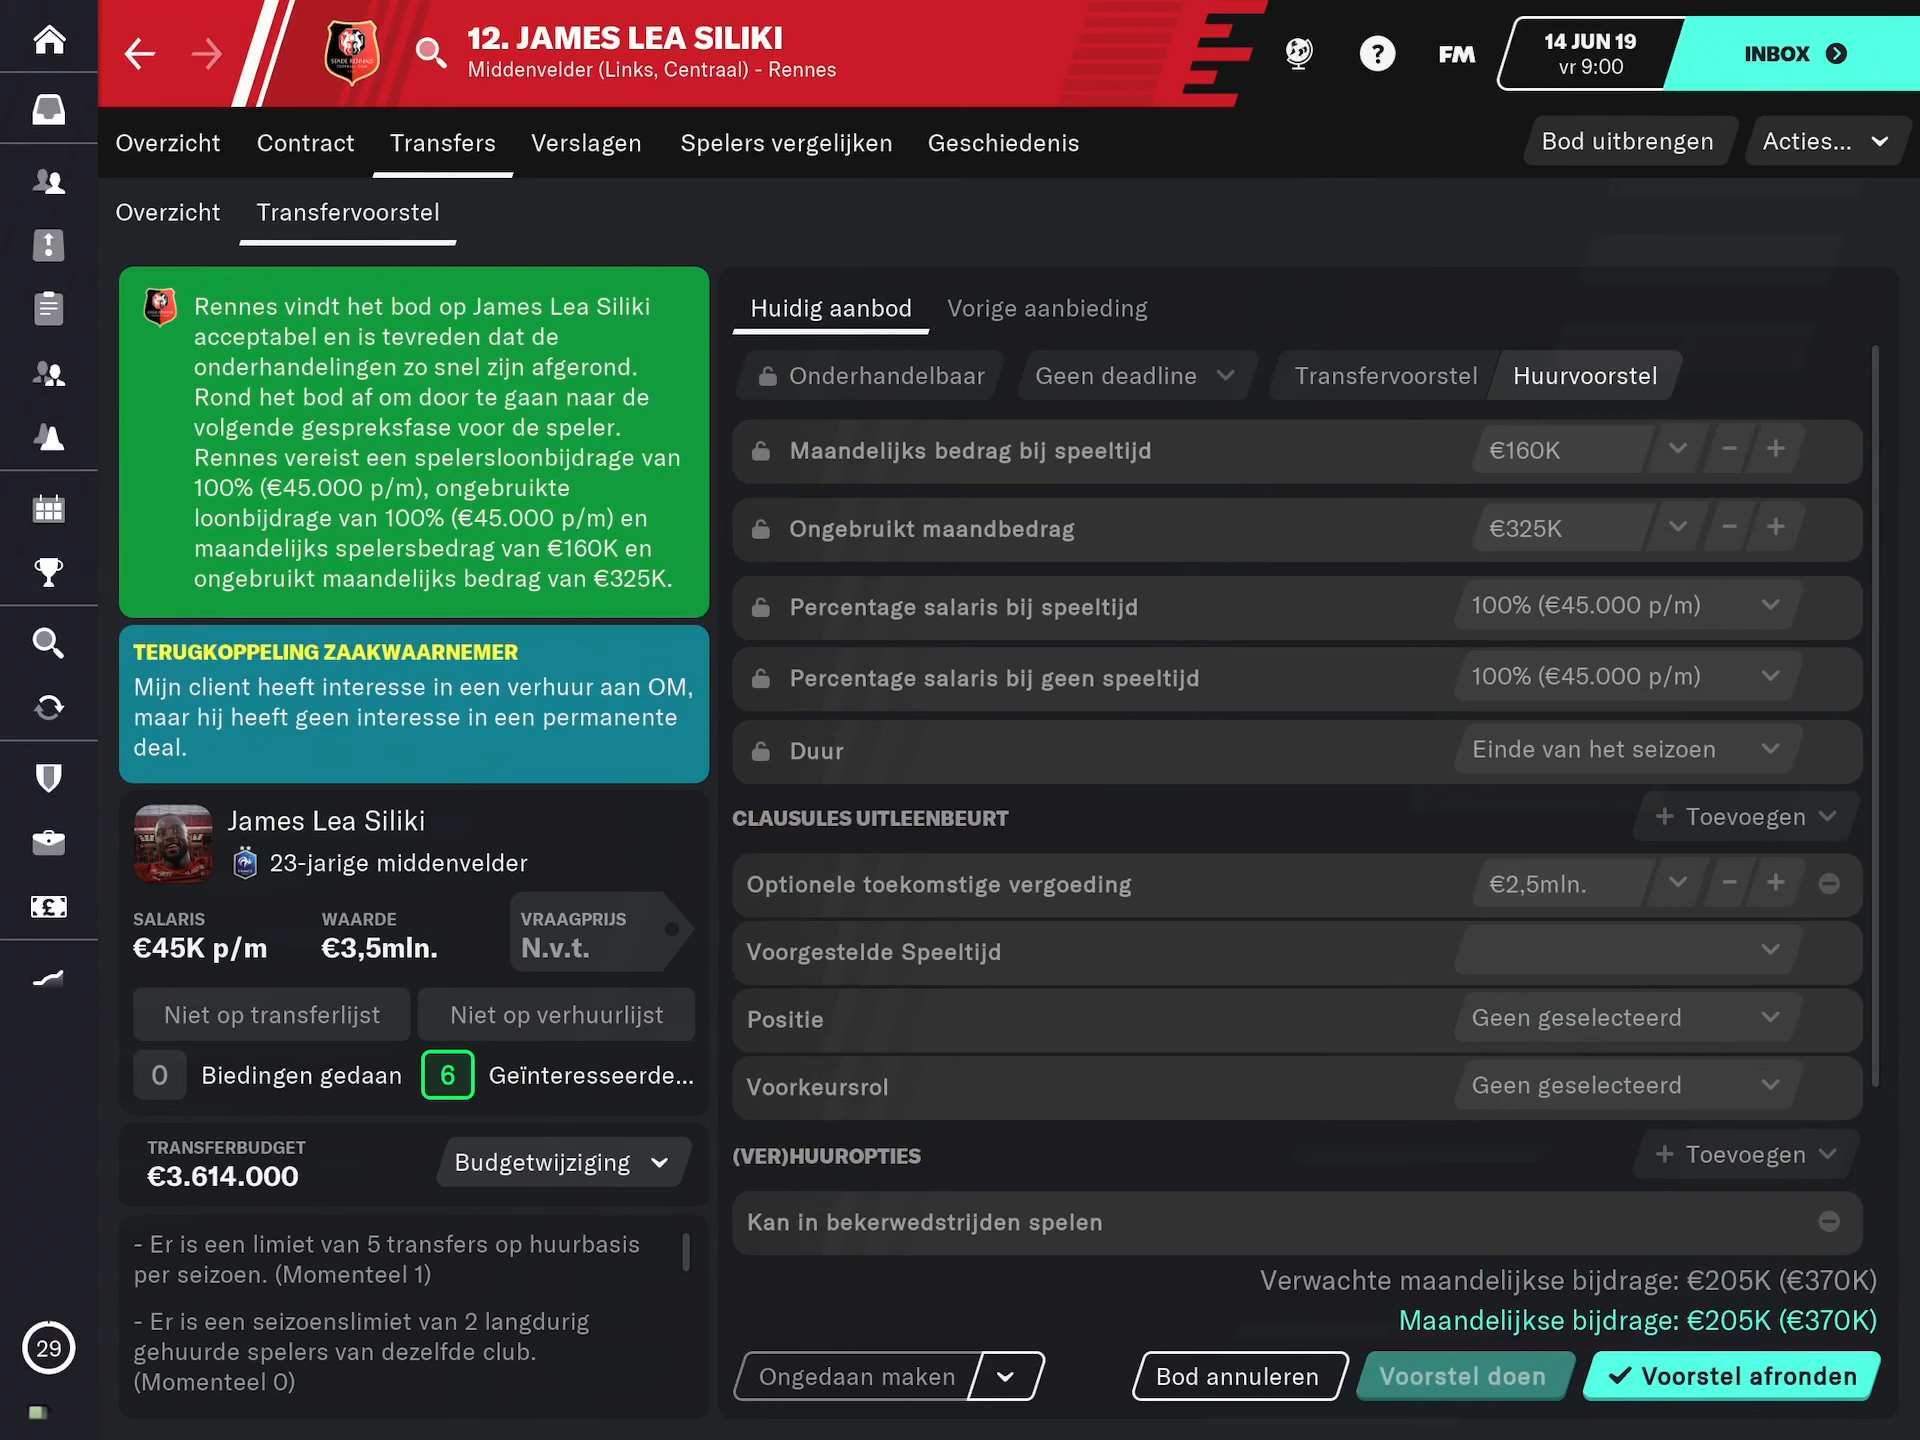 12. JAMES LEA SILIKI
Middenvelder (Links, Centraal) - Rennes
FM
14 JUN 19
vr 9:00
INBOX
Overzicht Contract Transfers Verslagen Spelers vergelijken Geschiedenis
Bod uitbrengen Acties...
Overzicht Transfervoorstel
Rennes vindt het bod op James Lea Siliki
acceptabel en is tevreden dat de
onderhandelingen zo snel zijn afgerond.
Rond het bod af om door te gaan naar de
volgende gespreksfase voor de speler.
Rennes vereist een spelersloonbijdrage van
100% (€45.000 p/m), ongebruikte
loonbijdrage van 100% (€45.000 p/m) en
maandelijks spelersbedrag van €160K en
ongebruikt maandelijks bedrag van €325K.
TERUGKOPPELING ZAAKWAARNEMER
Mijn client heeft interesse in een verhuur aan OM,
maar hij heeft geen interesse in een permanente
deal.
James Lea Siliki
23-jarige middenvelder
SALARIS WAARDE VRAAGPRIJS
€45K p/m €3,5mln. N.v.t.
Niet op transferlijst Niet op verhuurlijst
0 Biedingen gedaan 6 Geïnteresseerde...
TRANSFERBUDGET
€3.614.000
Budgetwijziging
- Er is een limiet van 5 transfers op huurbasis
per seizoen. (Momenteel 1)
- Er is een seizoenslimiet van 2 langdurig
gehuurde spelers van dezelfde club.
(Momenteel 0)
29
Huidig aanbod Vorige aanbieding
Onderhandelbaar Geen deadline Transfervoorstel Huurvoorstel
Maandelijks bedrag bij speeltijd €160K
Ongebruikt maandbedrag €325K
Percentage salaris bij speeltijd 100% (€45.000 p/m)
Percentage salaris bij geen speeltijd 100% (€45.000 p/m)
Duur Einde van het seizoen
CLAUSULES UITLEENBEURT + Toevoegen
Optionele toekomstige vergoeding €2,5mln.
Voorgestelde Speeltijd
Positie Geen geselecteerd
Voorkeursrol Geen geselecteerd
(VER)HUUROPTIES + Toevoegen
Kan in bekerwedstrijden spelen
Verwachte maandelijkse bijdrage: €205K (€370K)
Maandelijkse bijdrage: €205K (€370K)
Ongedaan maken Bod annuleren Voorstel doen Voorstel afronden